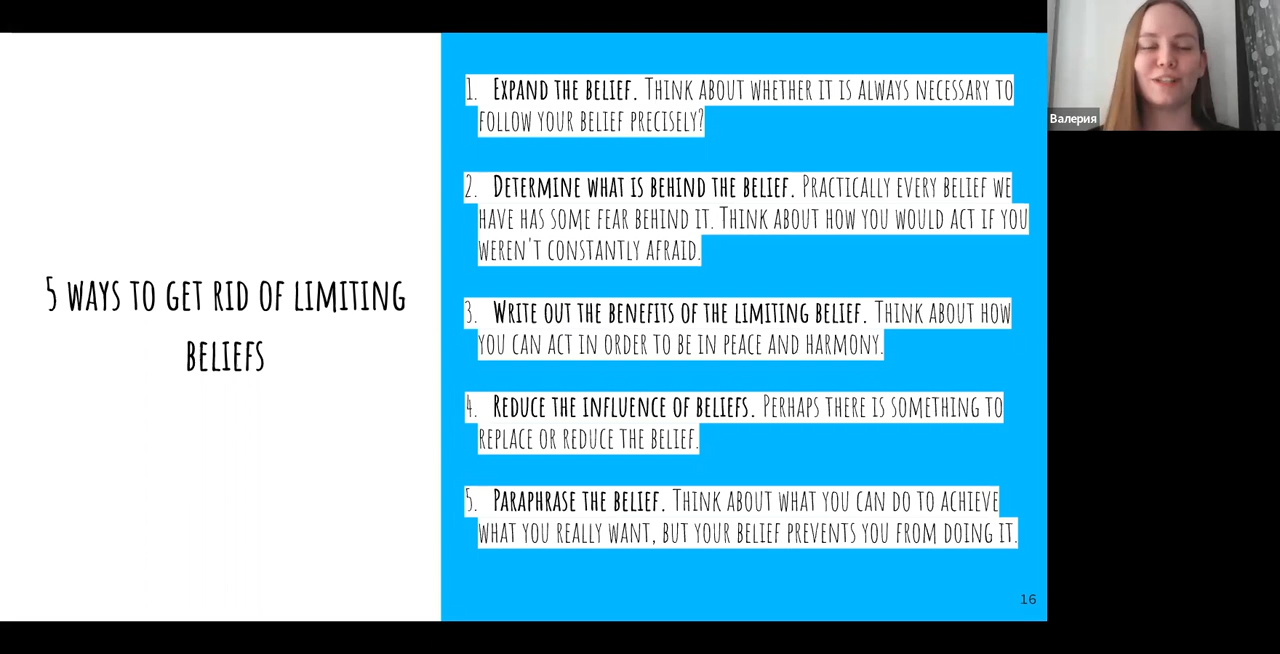 5 WAYS TO GET RID OF LIMITING
BELIEFS
1. EXPAND THE BELIEF. THINK ABOUT WHETHER IT IS ALWAYS NECESSARY TO
FOLLOW YOUR BELIEF PRECISELY?
2. DETERMINE WHAT IS BEHIND THE BELIEF. PRACTICALLY EVERY BELIEF WE
HAVE HAS SOME FEAR BEHIND IT. THINK ABOUT HOW YOU WOULD ACT IF YOU
WEREN'T CONSTANTLY AFRAID.
3. WRITE OUT THE BENEFITS OF THE LIMITING BELIEF. THINK ABOUT HOW
YOU CAN ACT IN ORDER TO BE IN PEACE AND HARMONY.
4. REDUCE THE INFLUENCE OF BELIEFS. PERHAPS THERE IS SOMETHING TO
REPLACE OR REDUCE THE BELIEF.
5. PARAPHRASE THE BELIEF. THINK ABOUT WHAT YOU CAN DO TO ACHIEVE
WHAT YOU REALLY WANT, BUT YOUR BELIEF PREVENTS YOU FROM DOING IT.
16
Валерия